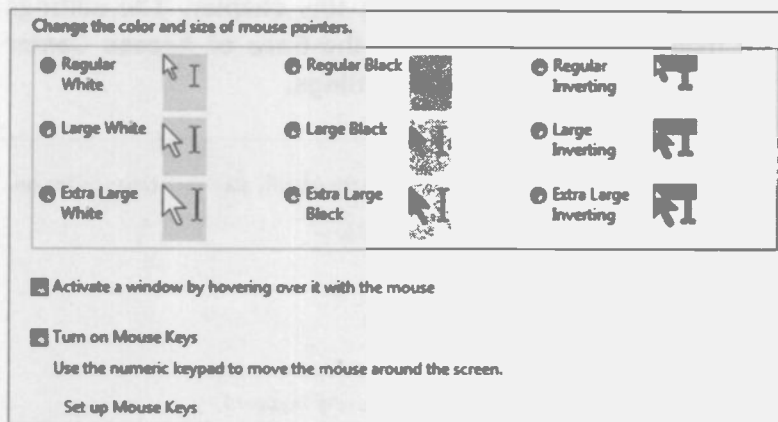 Change the color and size of mouse pointers.
Regular White
Regular Black
Regular Inverting
Large White
Large Black
Large Inverting
Extra Large White
Extra Large Black
Extra Large Inverting
Activate a window by hovering over it with the mouse
Turn on Mouse Keys
Use the numeric keypad to move the mouse around the screen.
Set up Mouse Keys